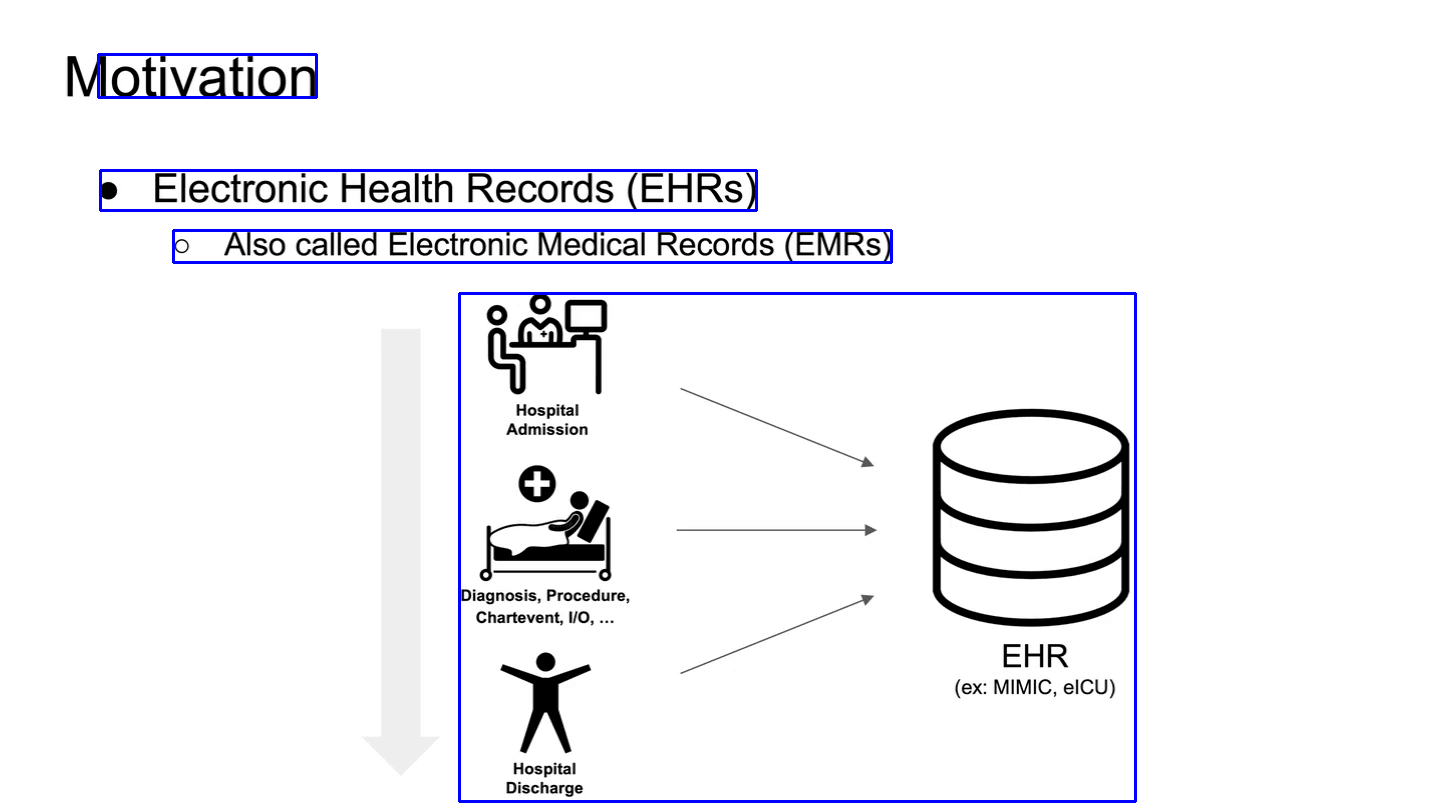 Motivation
● Electronic Health Records (EHRs)
○ Also called Electronic Medical Records (EMRs)
Hospital
Admission
Diagnosis, Procedure,
Chartevent, I/O, ...
Hospital
Discharge
EHR
(ex: MIMIC, eICU)